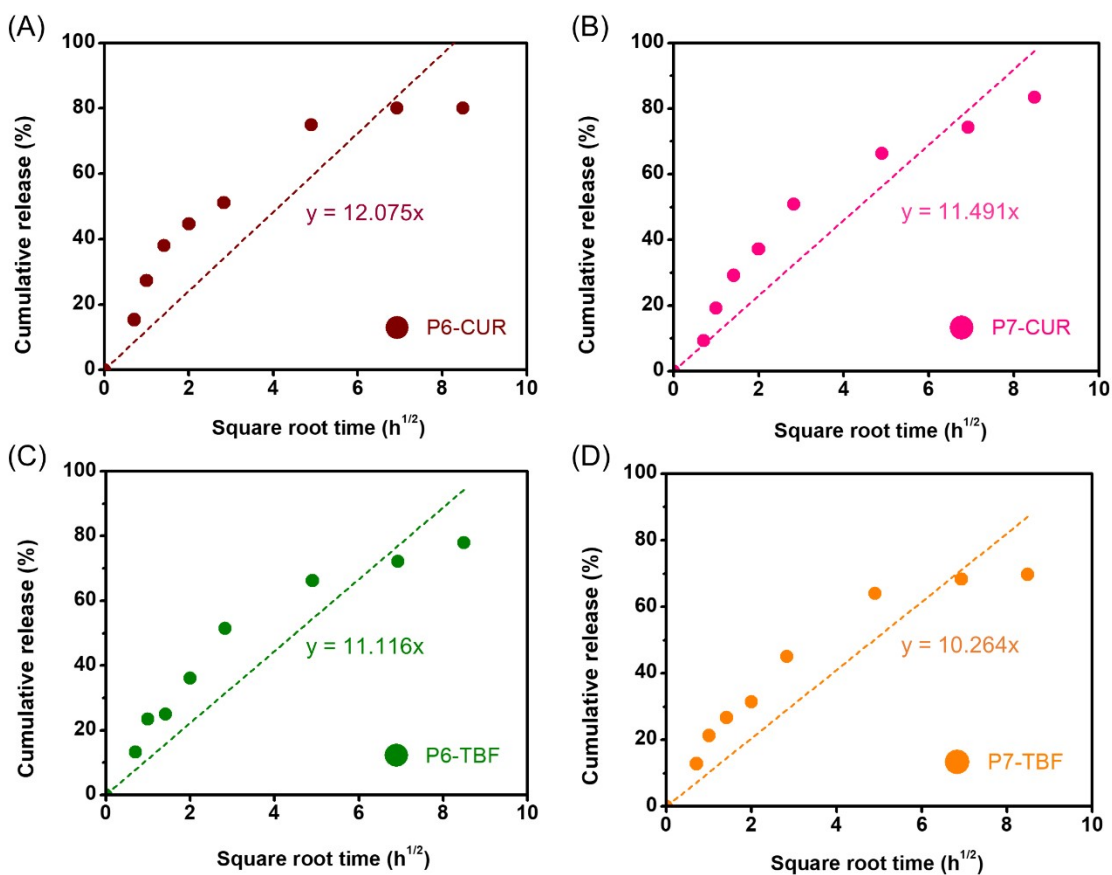 (A)
100
80
60
40
20
0
Cumulative release (%)
y = 12.075x
P6-CUR
0 2 4 6 8 10
Square root time (h^1/2)
(B)
100
80
60
40
20
0
Cumulative release (%)
y = 11.491x
P7-CUR
0 2 4 6 8 10
Square root time (h^1/2)
(C)
100
80
60
40
20
0
Cumulative release (%)
y = 11.116x
P6-TBF
0 2 4 6 8 10
Square root time (h^1/2)
(D)
100
80
60
40
20
0
Cumulative release (%)
y = 10.264x
P7-TBF
0 2 4 6 8 10
Square root time (h^1/2)